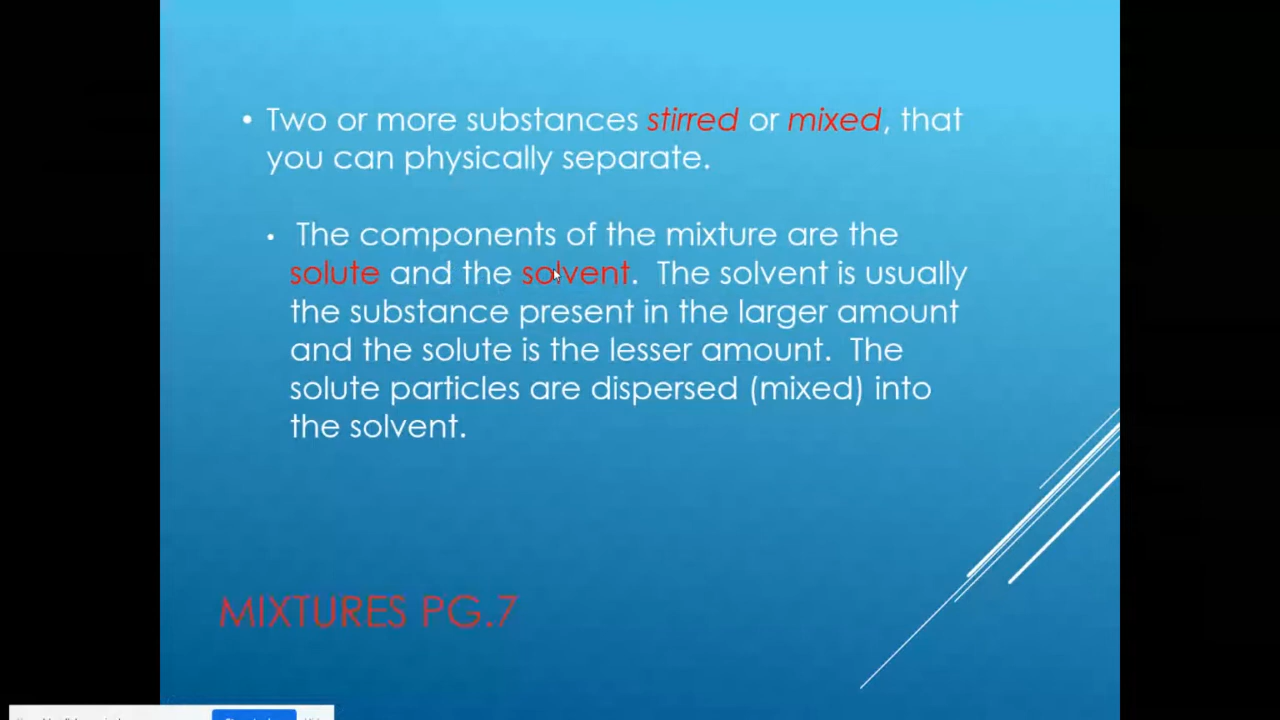 • Two or more substances stirred or mixed, that
you can physically separate.
• The components of the mixture are the
solute and the solvent.  The solvent is usually
the substance present in the larger amount
and the solute is the lesser amount.  The
solute particles are dispersed (mixed) into
the solvent.
MIXTURES PG.7